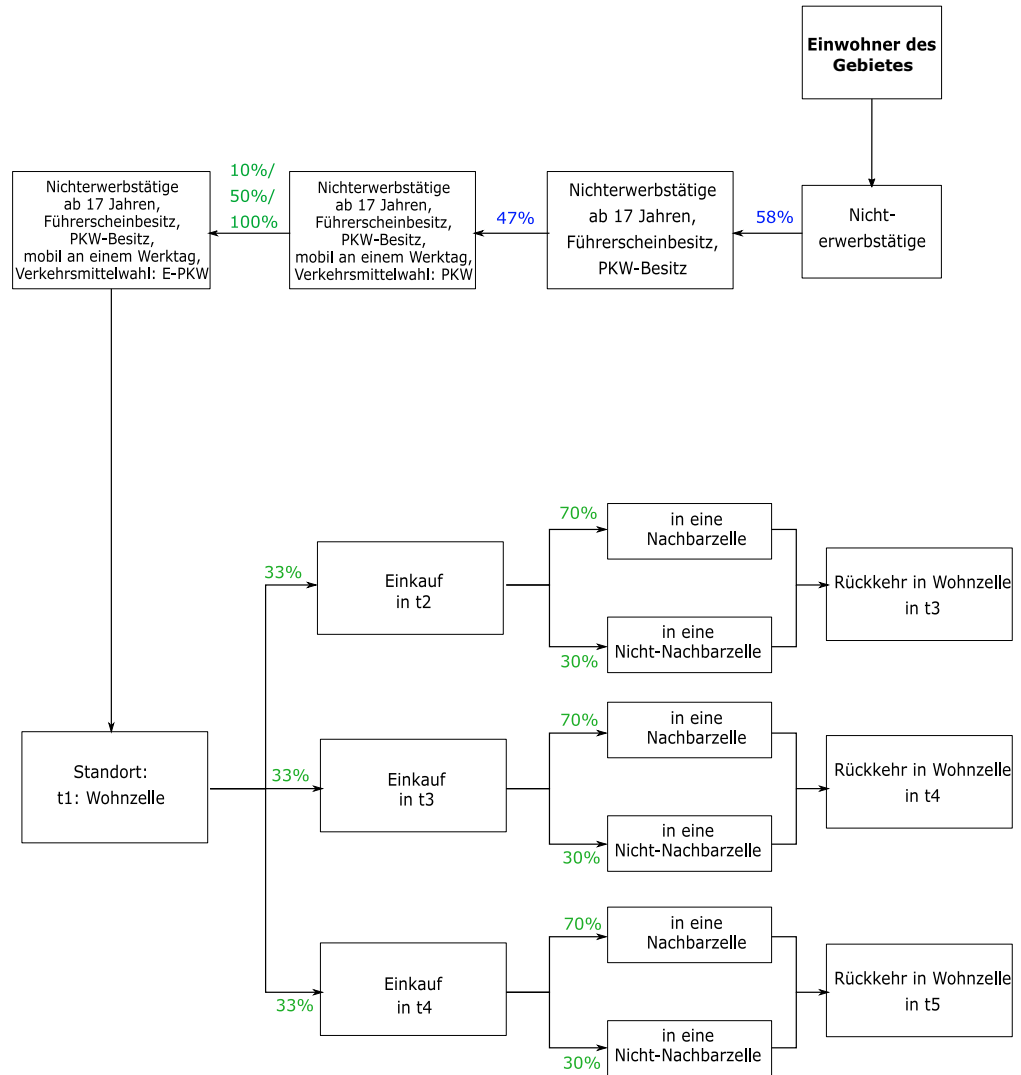 Einwohner des
Gebietes
10%/
50%/
100%
Nichterwerbstätige
ab 17 Jahren,
Führerscheinbesitz,
PKW-Besitz,
mobil an einem Werktag,
Verkehrsmittelwahl: E-PKW
Nichterwerbstätige
ab 17 Jahren,
Führerscheinbesitz,
PKW-Besitz,
mobil an einem Werktag,
Verkehrsmittelwahl: PKW
47%
Nichterwerbstätige
ab 17 Jahren,
Führerscheinbesitz,
PKW-Besitz
58%
Nicht-
erwerbstätige
Standort:
t1: Wohnzelle
33%
Einkauf
in t2
70%
in eine
Nachbarzelle
30%
in eine
Nicht-Nachbarzelle
Rückkehr in Wohnzelle
in t3
33%
Einkauf
in t3
70%
in eine
Nachbarzelle
30%
in eine
Nicht-Nachbarzelle
Rückkehr in Wohnzelle
in t4
33%
Einkauf
in t4
70%
in eine
Nachbarzelle
30%
in eine
Nicht-Nachbarzelle
Rückkehr in Wohnzelle
in t5